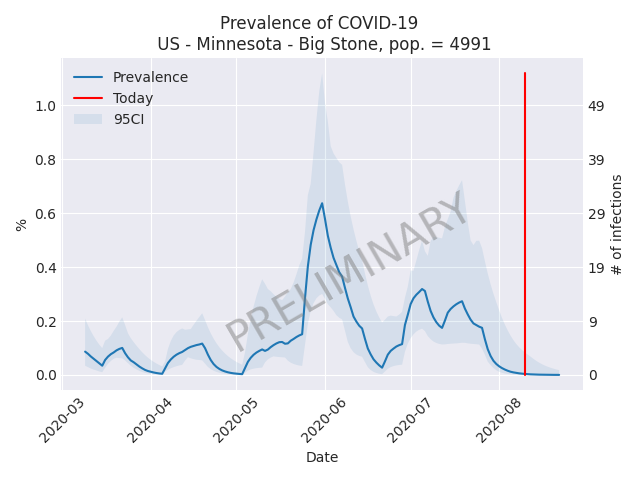 Prevalence of COVID-19
US - Minnesota - Big Stone, pop. = 4991
Prevalence
Today
95CI
1.0
0.8
0.6
0.4
0.2
0.0
%
49
39
29
19
9
0
# of infections
PRELIMINARY
2020-03
2020-04
2020-05
2020-06
2020-07
2020-08
Date